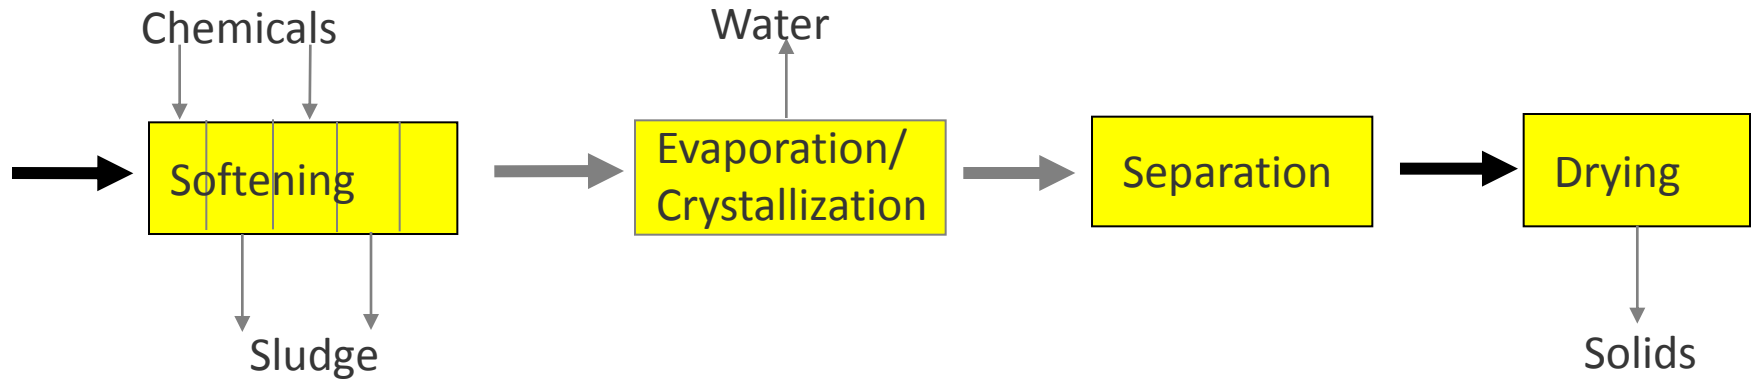 Chemicals
Water
Softening
Evaporation/
Crystallization
Separation
Drying
Sludge
Solids